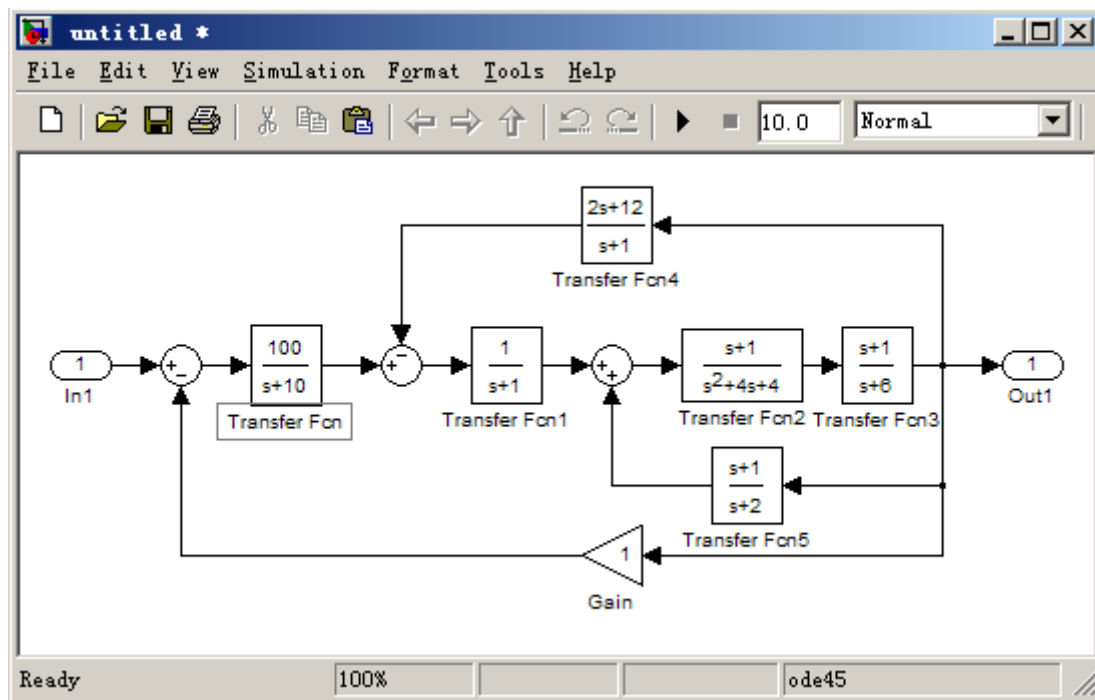 untitled *
File Edit View Simulation Format Tools Help
10.0 Normal
2s+12
s+1
Transfer Fcn4
1
In1
+
-
100
s+10
Transfer Fcn
-
+
1
s+1
Transfer Fcn1
+
+
s+1
s²+4s+4
Transfer Fcn2
s+1
s+6
Transfer Fcn3
1
Out1
s+1
s+2
Transfer Fcn5
1
Gain
Ready 100% ode45